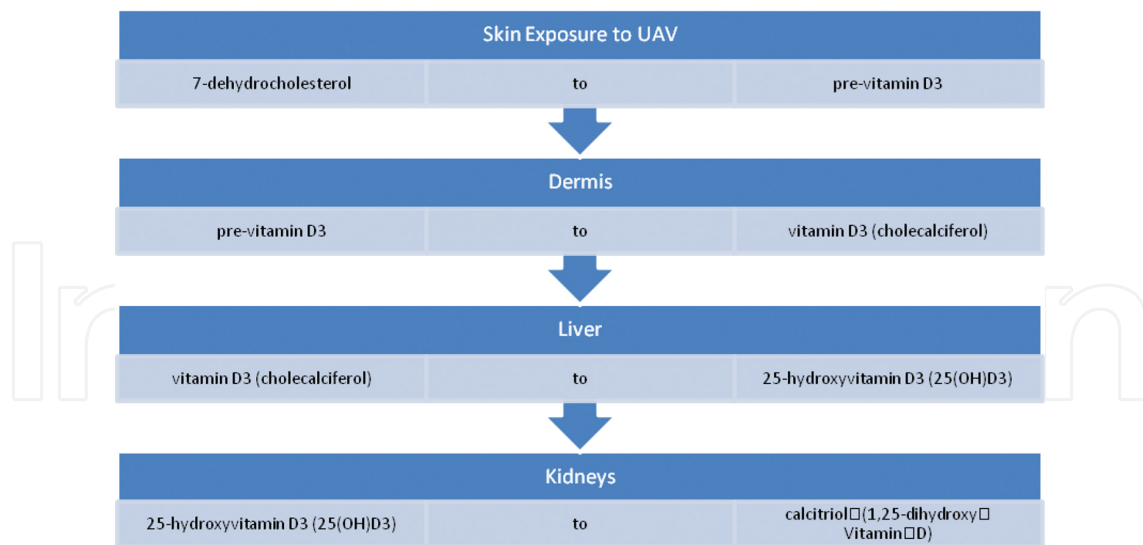 Skin Exposure to UAV
7-dehydrocholesterol to pre-vitamin D3
Dermis
pre-vitamin D3 to vitamin D3 (cholecalciferol)
Liver
vitamin D3 (cholecalciferol) to 25-hydroxyvitamin D3 (25(OH)D3)
Kidneys
25-hydroxyvitamin D3 (25(OH)D3) to calcitriol□(1,25-dihydroxy□
Vitamin□D)